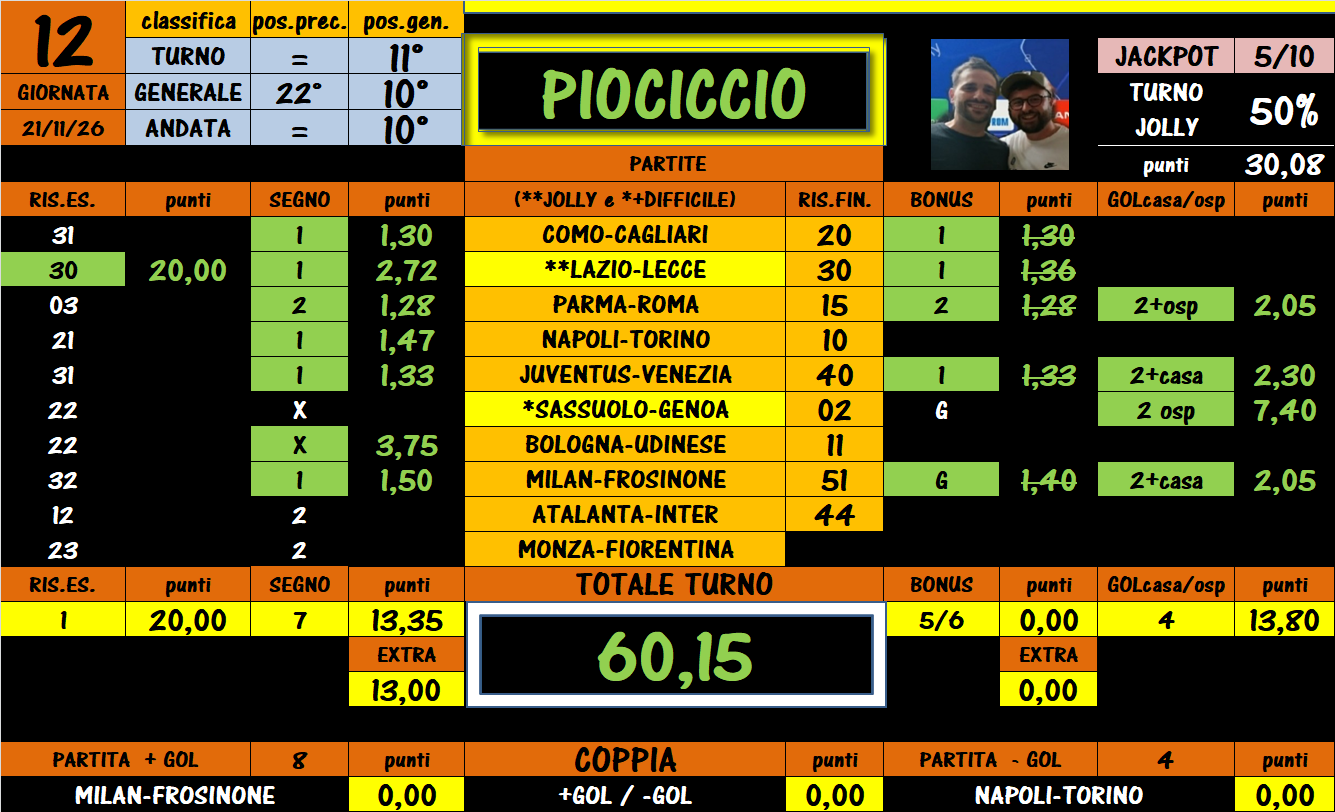 12 classifica pos.prec. pos.gen.
TURNO = 11°
GIORNATA GENERALE 22° 10°
21/11/26 ANDATA = 10°
PIOCICCIO
ROM
JACKPOT 5/10
TURNO
JOLLY 50%
punti 30,08
PARTITE
RIS.ES. punti SEGNO punti (**JOLLY e *+DIFFICILE) RIS.FIN. BONUS punti GOLcasa/osp punti
31 1 1,30 COMO-CAGLIARI 20 1 1,30
30 20,00 1 2,72 **LAZIO-LECCE 30 1 1,36
03 2 1,28 PARMA-ROMA 15 2 1,28 2+osp 2,05
21 1 1,47 NAPOLI-TORINO 10
31 1 1,33 JUVENTUS-VENEZIA 40 1 1,33 2+casa 2,30
22 X *SASSUOLO-GENOA 02 G 2 osp 7,40
22 X 3,75 BOLOGNA-UDINESE 11
32 1 1,50 MILAN-FROSINONE 51 G 1,40 2+casa 2,05
12 2 ATALANTA-INTER 44
23 2 MONZA-FIORENTINA
RIS.ES. punti SEGNO punti TOTALE TURNO BONUS punti GOLcasa/osp punti
1 20,00 7 13,35 60,15 5/6 0,00 4 13,80
EXTRA EXTRA
13,00 0,00
PARTITA + GOL 8 punti COPPIA punti PARTITA - GOL 4 punti
MILAN-FROSINONE 0,00 +GOL / -GOL 0,00 NAPOLI-TORINO 0,00